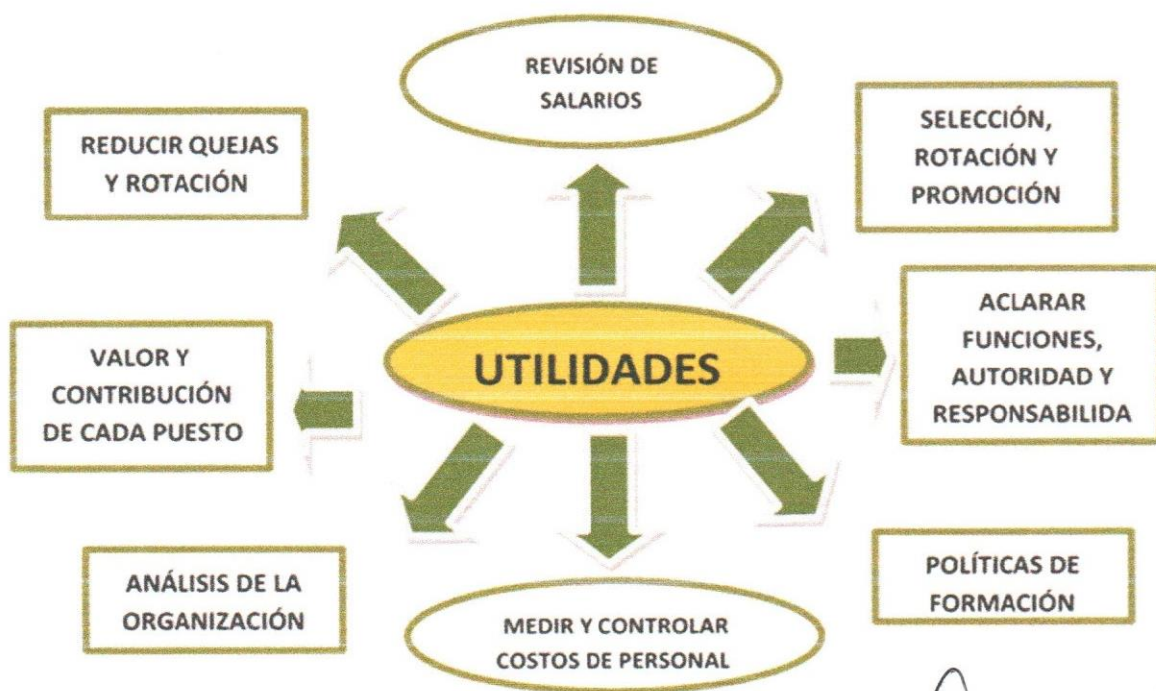 REVISIÓN DE
SALARIOS
REDUCIR QUEJAS
Y ROTACIÓN
SELECCIÓN,
ROTACIÓN Y
PROMOCIÓN
VALOR Y
CONTRIBUCIÓN
DE CADA PUESTO
UTILIDADES
ACLARAR
FUNCIONES,
AUTORIDAD Y
RESPONSABILIDA
ANÁLISIS DE LA
ORGANIZACIÓN
MEDIR Y CONTROLAR
COSTOS DE PERSONAL
POLÍTICAS DE
FORMACIÓN